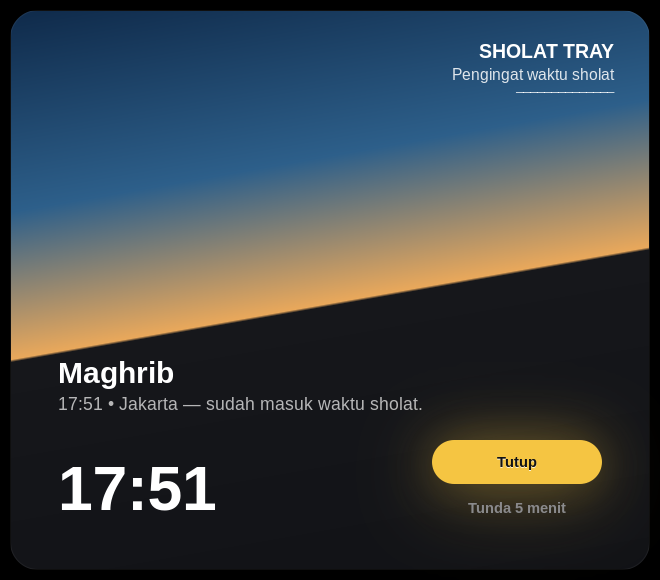 SHOLAT TRAY
Pengingat waktu sholat
Maghrib
17:51 • Jakarta — sudah masuk waktu sholat.
17:51
Tutup
Tunda 5 menit